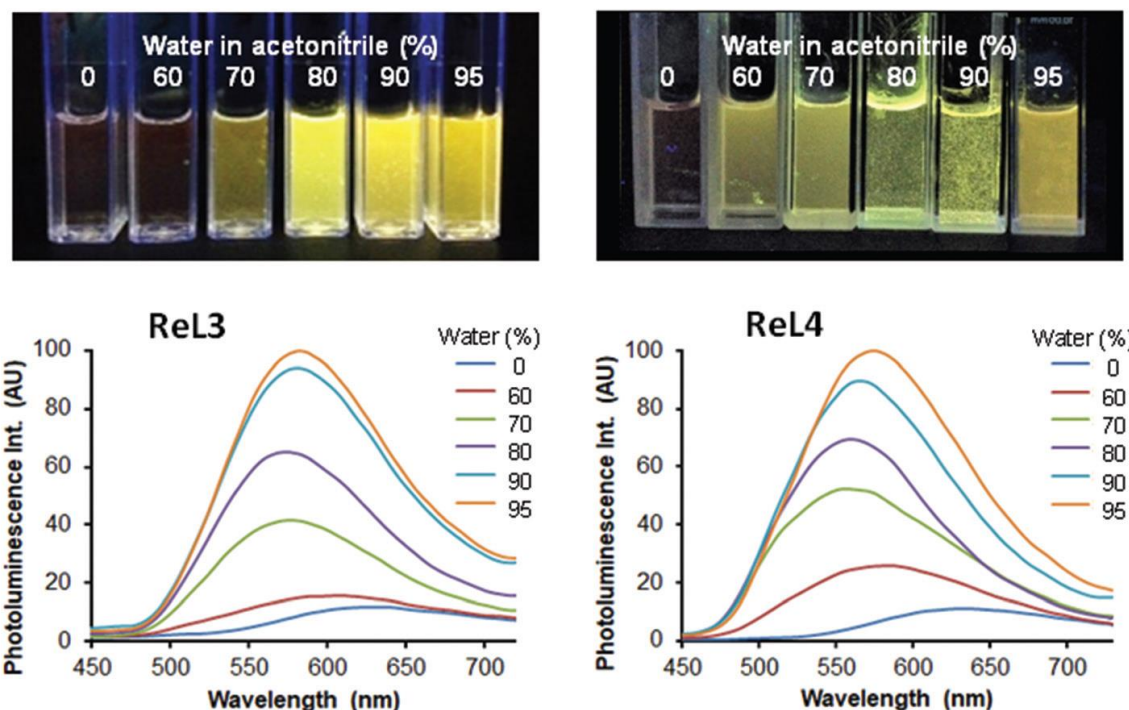 Water in acetonitrile (%)
0 60 70 80 90 95
Water in acetonitrile (%)
0 60 70 80 90 95
ReL3
Photoluminescence Int. (AU)
100
80
60
40
20
0
450 500 550 600 650 700
Wavelength (nm)
Water (%)
0
60
70
80
90
95
ReL4
Photoluminescence Int. (AU)
100
80
60
40
20
0
450 500 550 600 650 700
Wavelength (nm)
Water (%)
0
60
70
80
90
95